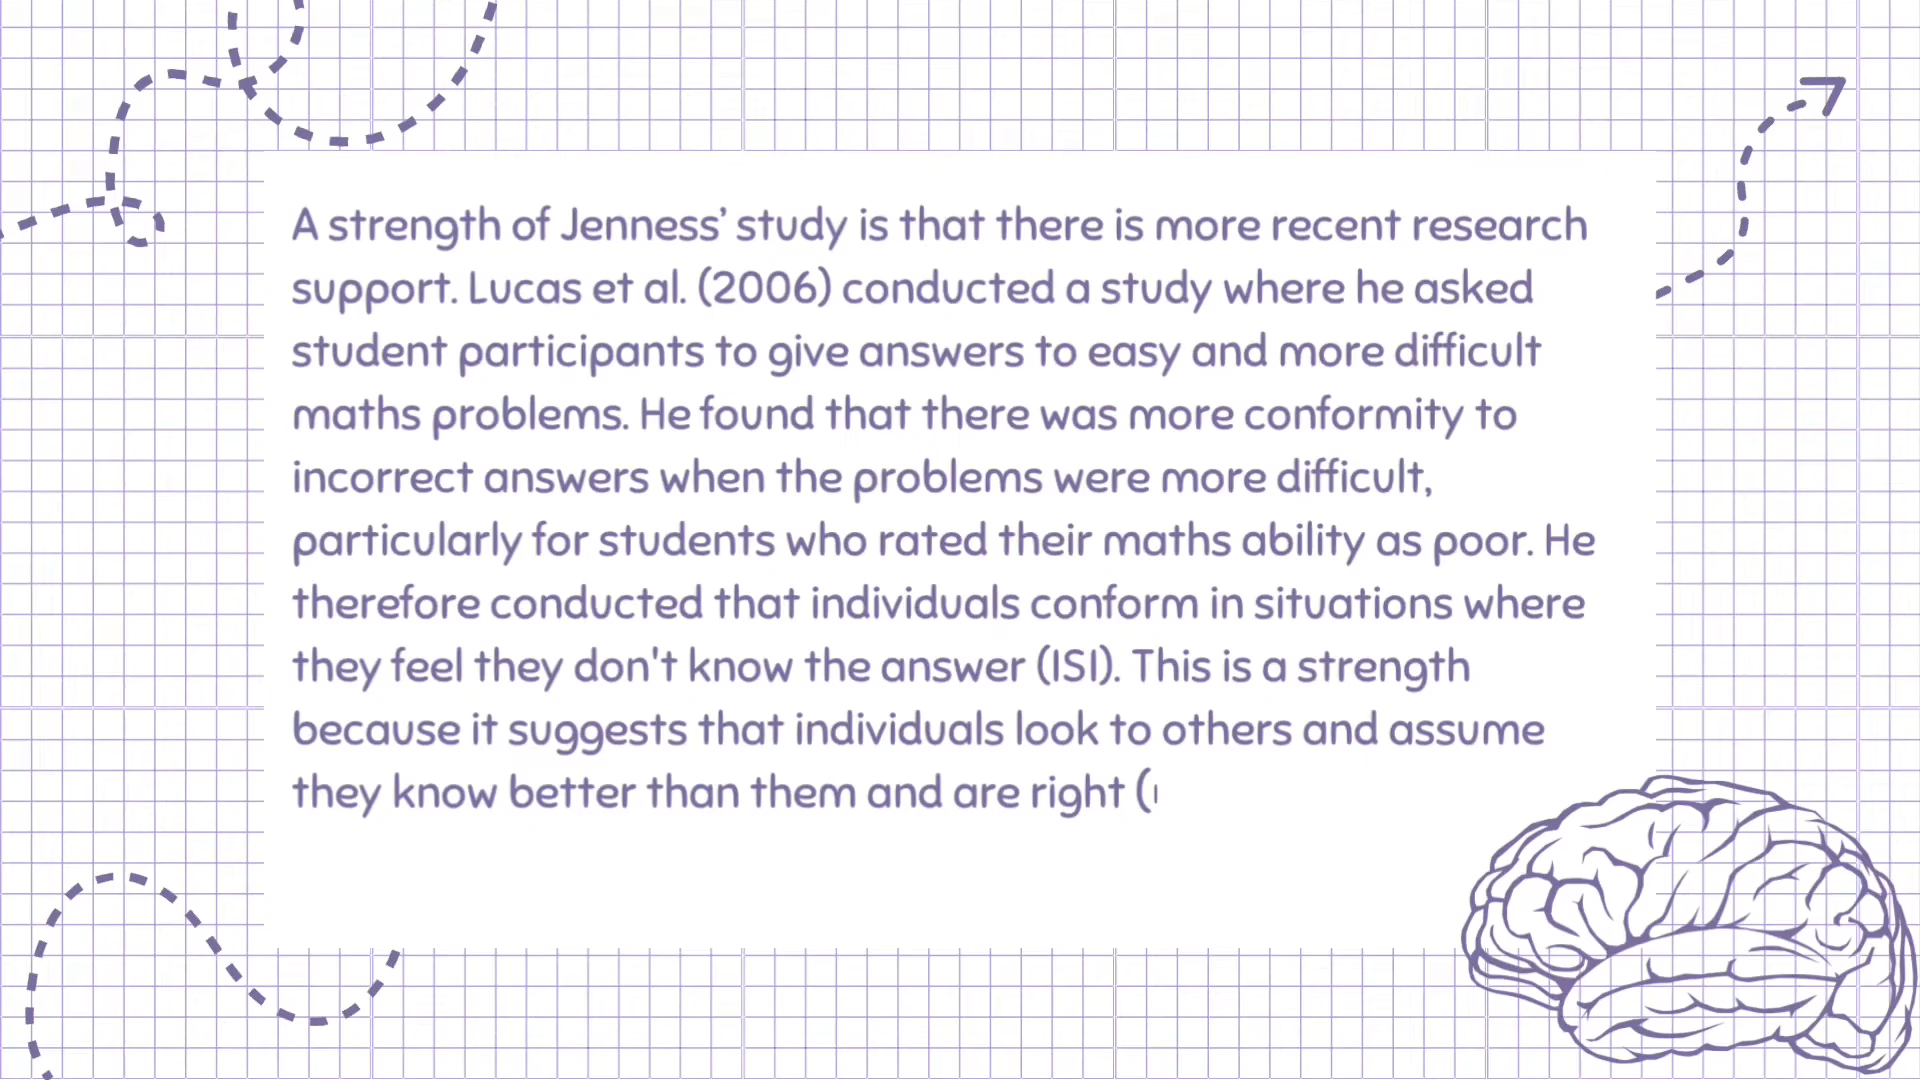 A strength of Jenness’ study is that there is more recent research
support. Lucas et al. (2006) conducted a study where he asked
student participants to give answers to easy and more difficult
maths problems. He found that there was more conformity to
incorrect answers when the problems were more difficult,
particularly for students who rated their maths ability as poor. He
therefore conducted that individuals conform in situations where
they feel they don't know the answer (ISI). This is a strength
because it suggests that individuals look to others and assume
they know better than them and are right (